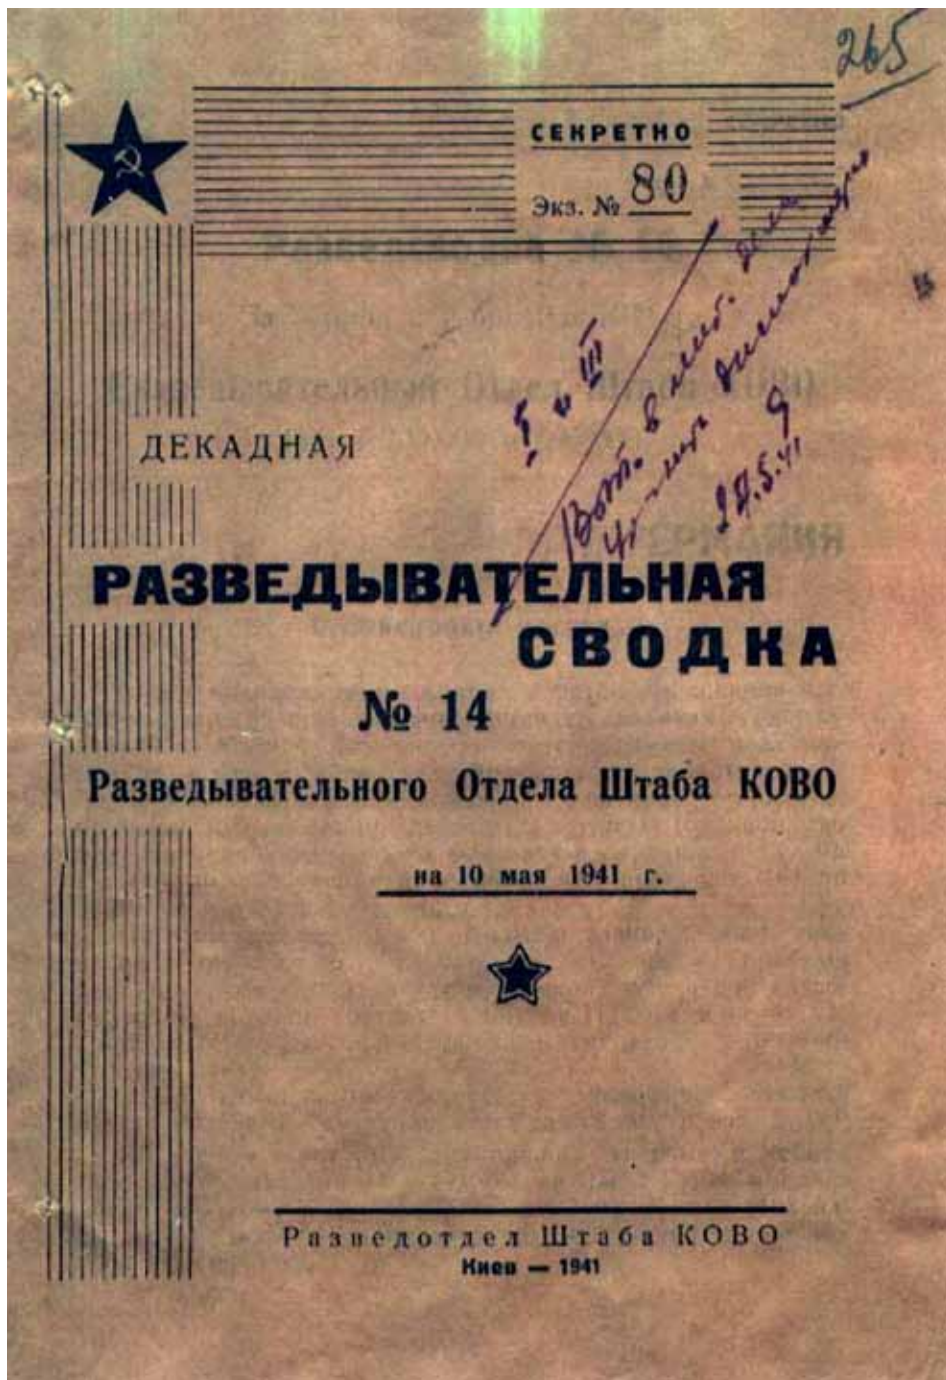 265
СЕКРЕТНО
Экз. № 80
I и III
ДЕКАДНАЯ
РАЗВЕДЫВАТЕЛЬНАЯ
СВОДКА
№ 14
Разведывательного Отдела Штаба КОВО
на 10 мая 1941 г.
Разведотдел Штаба КОВО
Киев — 1941